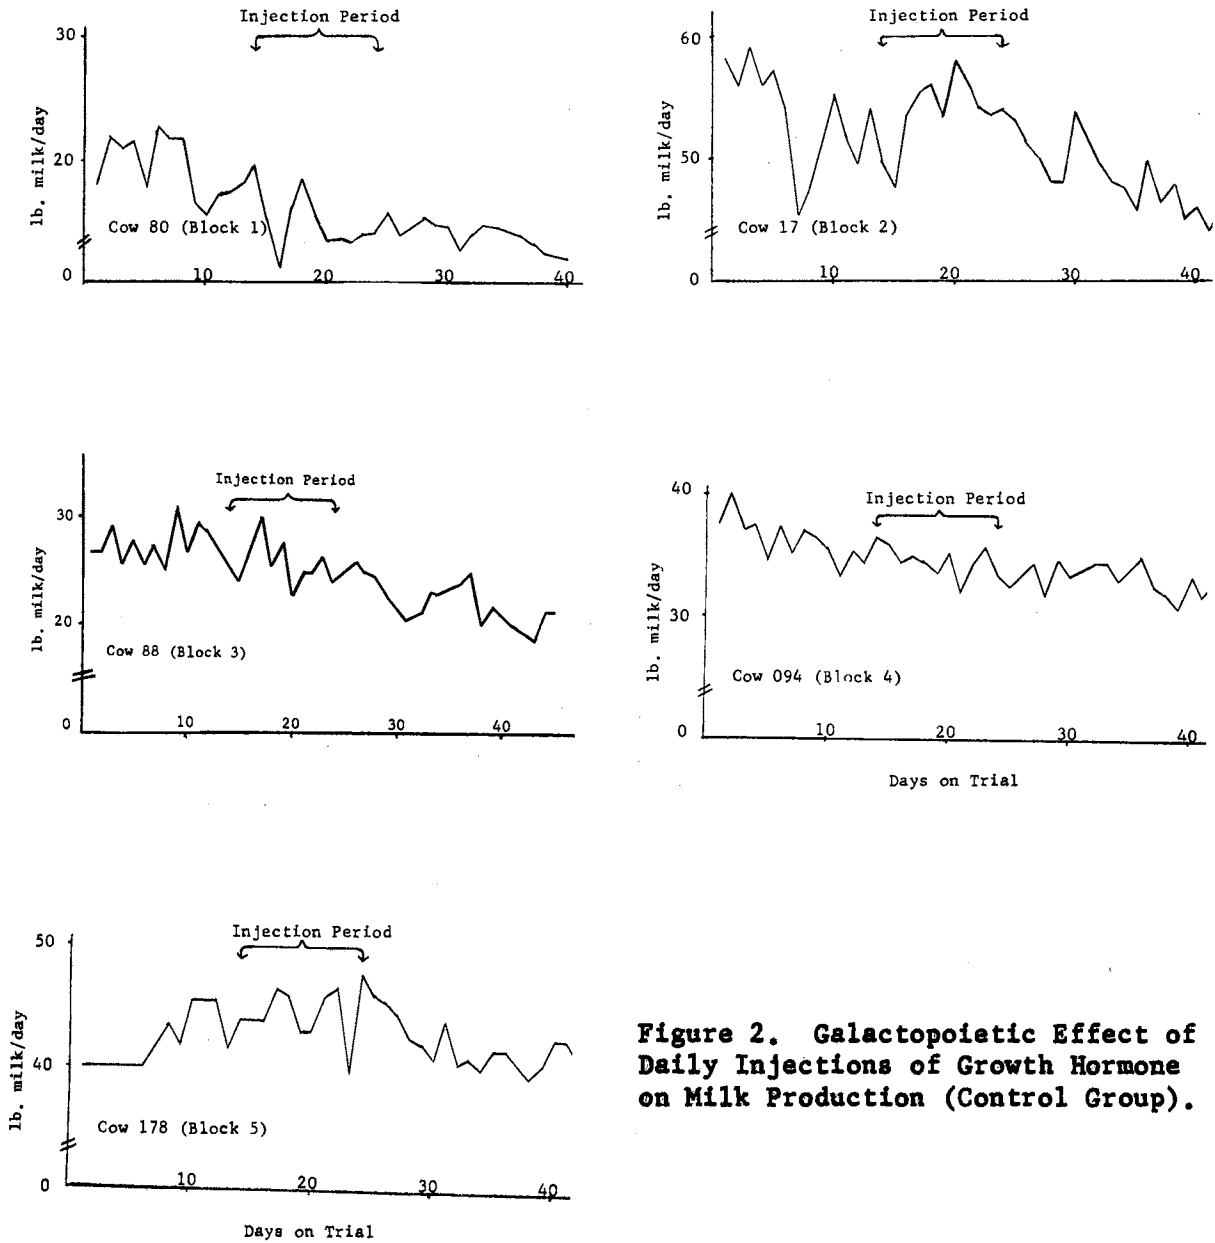 Injection Period
30
20
0
lb. milk/day
Cow 80 (Block 1)
10 20 30 40
Injection Period
60
50
0
lb. milk/day
Cow 17 (Block 2)
10 20 30 40
Injection Period
30
20
0
lb. milk/day
Cow 88 (Block 3)
10 20 30 40
Injection Period
40
30
0
lb. milk/day
Cow 094 (Block 4)
10 20 30 40
Days on Trial
Injection Period
50
40
0
lb. milk/day
Cow 178 (Block 5)
10 20 30 40
Days on Trial
Figure 2. Galactopoietic Effect of
Daily Injections of Growth Hormone
on Milk Production (Control Group).